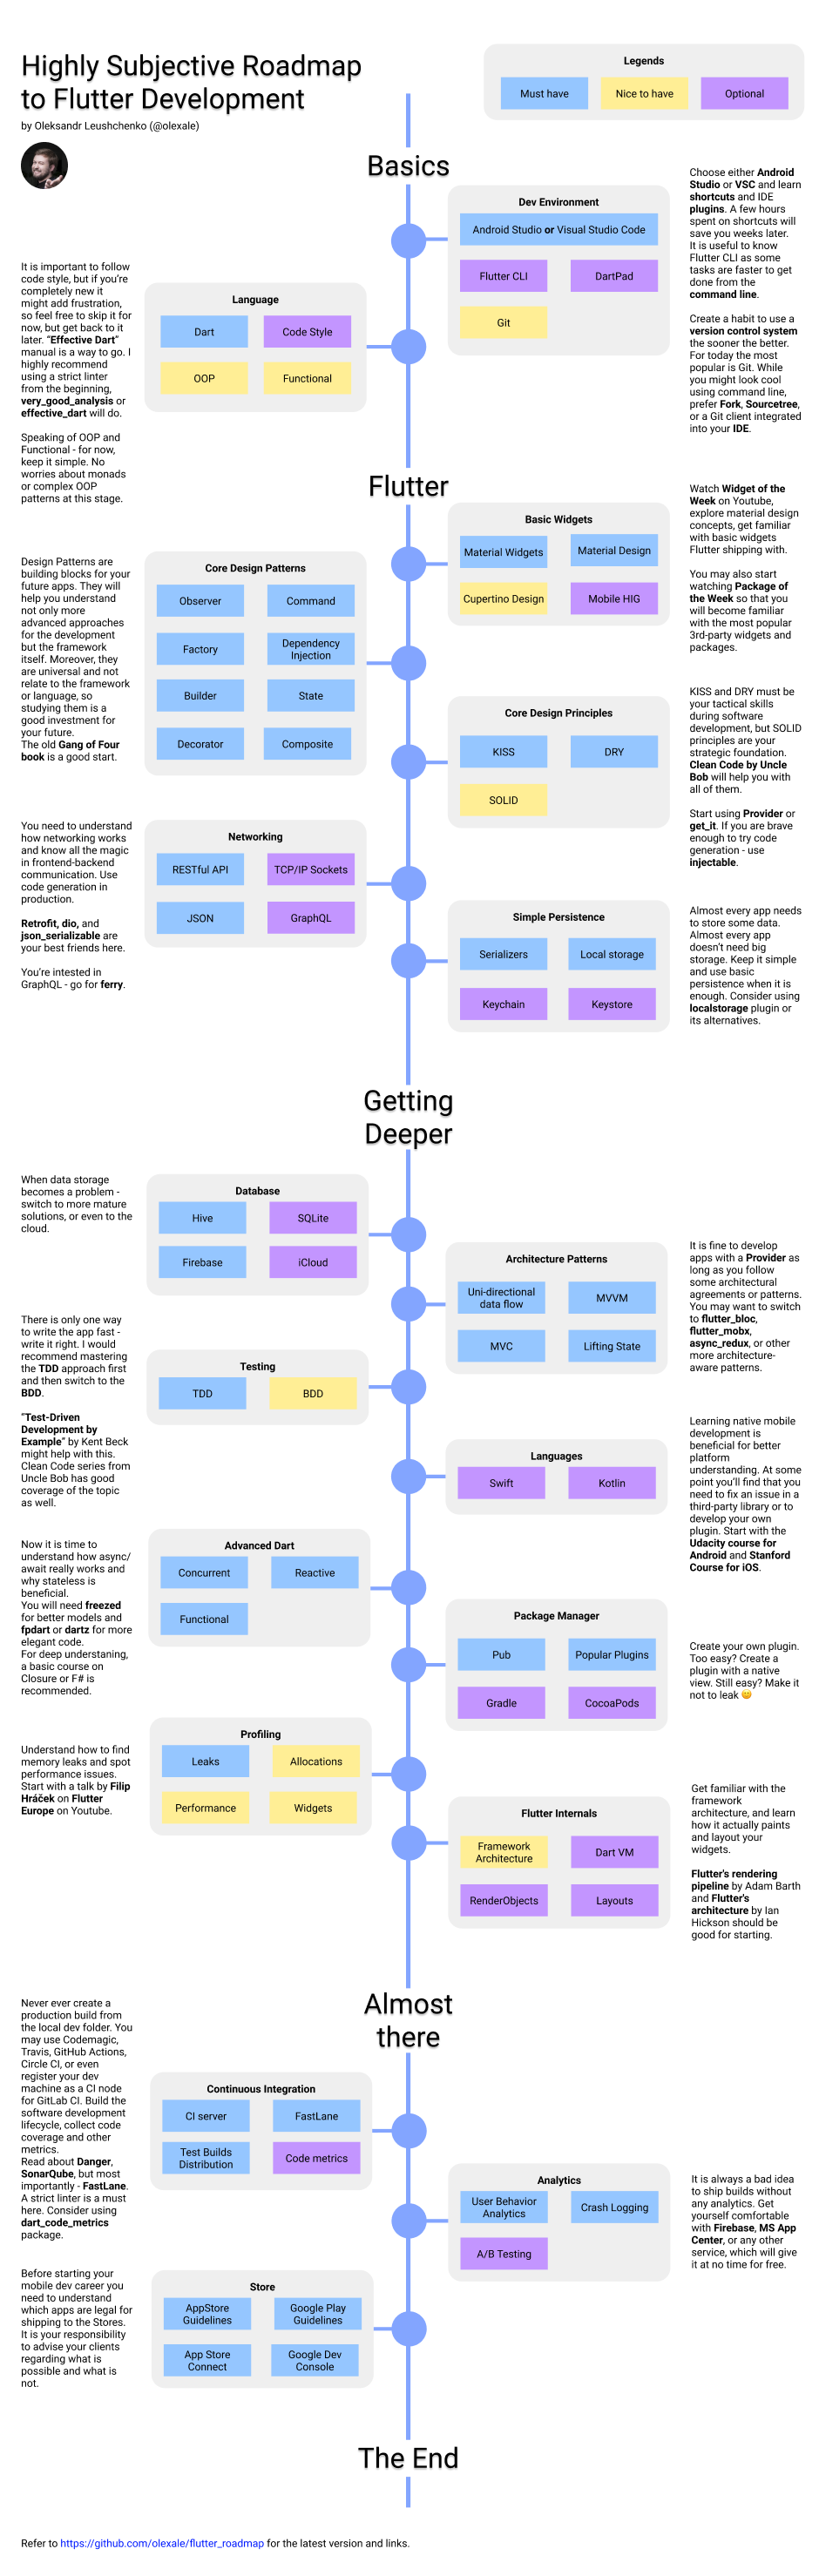 Highly Subjective Roadmap
to Flutter Development
by Oleksandr Leushchenko (@olexale)
Legends
Must have
Nice to have
Optional
Basics
Dev Environment
Android Studio or Visual Studio Code
Flutter CLI
DartPad
Git
Choose either Android
Studio or VSC and learn
shortcuts and IDE
plugins. A few hours
spent on shortcuts will
save you weeks later.
It is useful to know
Flutter CLI as some
tasks are faster to get
done from the
command line.
Create a habit to use a
version control system
the sooner the better.
For today the most
popular is Git. While
you might look cool
using command line,
prefer Fork, Sourcetree,
or a Git client integrated
into your IDE.
It is important to follow
code style, but if you're
completely new it
might add frustration,
so feel free to skip it for
now, but get back to it
later. "Effective Dart"
manual is a way to go. I
highly recommend
using a strict linter
from the beginning,
very_good_analysis or
effective_dart will do.
Speaking of OOP and
Functional - for now,
keep it simple. No
worries about monads
or complex OOP
patterns at this stage.
Language
Dart
Code Style
OOP
Functional
Flutter
Basic Widgets
Material Widgets
Material Design
Cupertino Design
Mobile HIG
Watch Widget of the
Week on Youtube,
explore material design
concepts, get familiar
with basic widgets
Flutter shipping with.
You may also start
watching Package of
the Week so that you
will become familiar
with the most popular
3rd-party widgets and
packages.
Design Patterns are
building blocks for your
future apps. They will
help you understand
not only more
advanced approaches
for the development
but the framework
itself. Moreover, they
are universal and not
relate to the framework
or language, so
studying them is a
good investment for
your future.
The old Gang of Four
book is a good start.
Core Design Patterns
Observer
Command
Factory
Dependency
Injection
Builder
State
Decorator
Composite
Core Design Principles
KISS
DRY
SOLID
KISS and DRY must be
your tactical skills
during software
development, but SOLID
principles are your
strategic foundation.
Clean Code by Uncle
Bob will help you with
all of them.
Start using Provider or
get_it. If you are brave
enough to try code
generation - use
injectable.
You need to understand
how networking works
and know all the magic
in frontend-backend
communication. Use
code generation in
production.
Retrofit, dio, and
json_serializable are
your best friends here.
You're intested in
GraphQL - go for ferry.
Networking
RESTful API
TCP/IP Sockets
JSON
GraphQL
Simple Persistence
Serializers
Local storage
Keychain
Keystore
Almost every app needs
to store some data.
Almost every app
doesn't need big
storage. Keep it simple
and use basic
persistence when it is
enough. Consider using
localstorage plugin or
its alternatives.
Getting
Deeper
When data storage
becomes a problem -
switch to more mature
solutions, or even to the
cloud.
Database
Hive
SQLite
Firebase
iCloud
Architecture Patterns
Uni-directional
data flow
MVVM
MVC
Lifting State
It is fine to develop
apps with a Provider as
long as you follow
some architectural
agreements or patterns.
You may want to switch
to flutter_bloc,
flutter_mobx,
async_redux, or other
more architecture-
aware patterns.
There is only one way
to write the app fast -
write it right. I would
recommend mastering
the TDD approach first
and then switch to the
BDD.
"Test-Driven
Development by
Example" by Kent Beck
might help with this.
Clean Code series from
Uncle Bob has good
coverage of the topic
as well.
Testing
TDD
BDD
Languages
Swift
Kotlin
Learning native mobile
development is
beneficial for better
platform
understanding. At some
point you'll find that you
need to fix an issue in a
third-party library or to
develop your own
plugin. Start with the
Udacity course for
Android and Stanford
Course for iOS.
Now it is time to
understand how async/
await really works and
why stateless is
beneficial.
You will need freezed
for better models and
fpdart or dartz for more
elegant code.
For deep understaning,
a basic course on
Closure or F# is
recommended.
Advanced Dart
Concurrent
Reactive
Functional
Package Manager
Pub
Popular Plugins
Gradle
CocoaPods
Create your own plugin.
Too easy? Create a
plugin with a native
view. Still easy? Make it
not to leak 😄
Understand how to find
memory leaks and spot
performance issues.
Start with a talk by Filip
Hráček on Flutter
Europe on Youtube.
Profiling
Leaks
Allocations
Performance
Widgets
Flutter Internals
Framework
Architecture
Dart VM
RenderObjects
Layouts
Get familiar with the
framework
architecture, and learn
how it actually paints
and layout your
widgets.
Flutter's rendering
pipeline by Adam Barth
and Flutter's
architecture by Ian
Hickson should be
good for starting.
Almost
there
Never ever create a
production build from
the local dev folder. You
may use Codemagic,
Travis, GitHub Actions,
Circle CI, or even
register your dev
machine as a CI node
for GitLab CI. Build the
software development
lifecycle, collect code
coverage and other
metrics.
Read about Danger,
SonarQube, but most
importantly - FastLane.
A strict linter is a must
here. Consider using
dart_code_metrics
package.
Continuous Integration
CI server
FastLane
Test Builds
Distribution
Code metrics
Analytics
User Behavior
Analytics
Crash Logging
A/B Testing
It is always a bad idea
to ship builds without
any analytics. Get
yourself comfortable
with Firebase, MS App
Center, or any other
service, which will give
it at no time for free.
Before starting your
mobile dev career you
need to understand
which apps are legal for
shipping to the Stores.
It is your responsibility
to advise your clients
regarding what is
possible and what is
not.
Store
AppStore
Guidelines
Google Play
Guidelines
App Store
Connect
Google Dev
Console
The End
Refer to https://github.com/olexale/flutter_roadmap for the latest version and links.